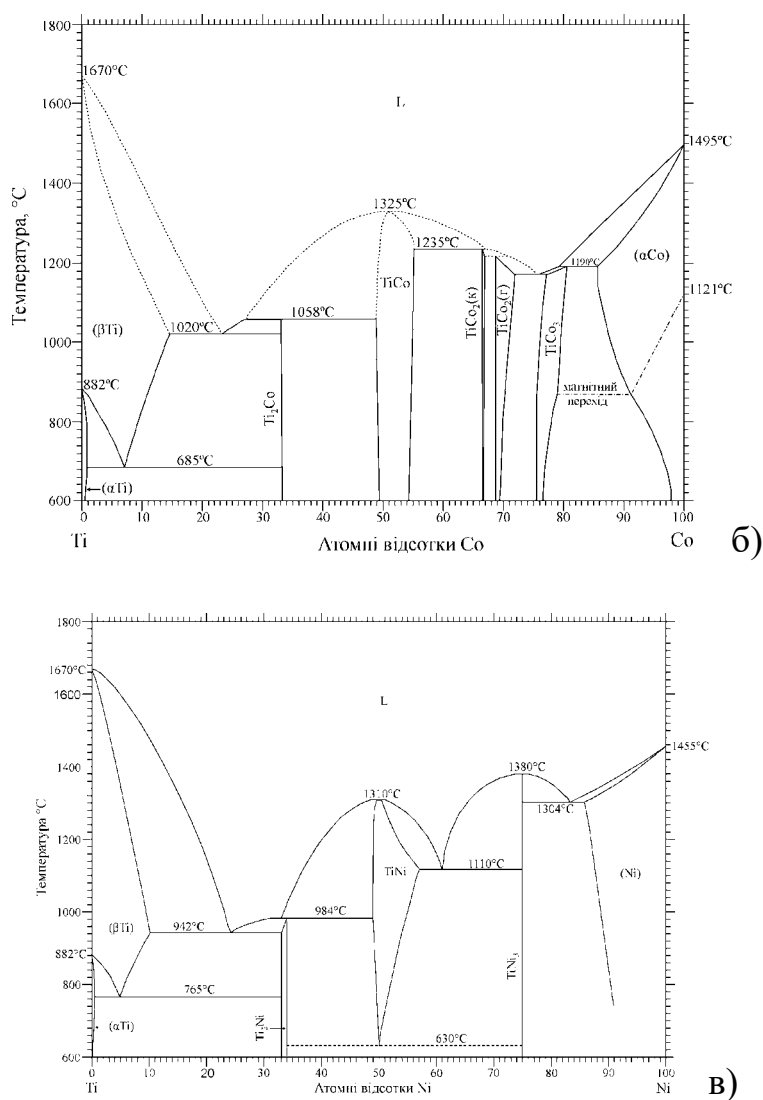 1800
1670°C
1600
L
1495°C
1400
1325°C
1235°C
1200
1190°C
(αCo)
TiCo
TiCo₂(к)
TiCo₂(г)
TiCo₃
1121°C
1058°C
1020°C
1000
(βTi)
Температура, °C
882°C
800
Ti₂Co
магнітний
перехід
685°C
(αTi)
600
0 10 20 30 40 50 60 70 80 90 100
Ti Атомні відсотки Co Co
б)
1800
1670°C
1600
L
1455°C
1400
1380°C
1310°C
1304°C
1200
TiNi
1110°C
(Ni)
Температура °C
1000
984°C
(βTi)
942°C
882°C
TiNi₃
800
765°C
(αTi)
Ti₂Ni
630°C
600
0 10 20 30 40 50 60 70 80 90 100
Ti Атомні відсотки Ni Ni
в)